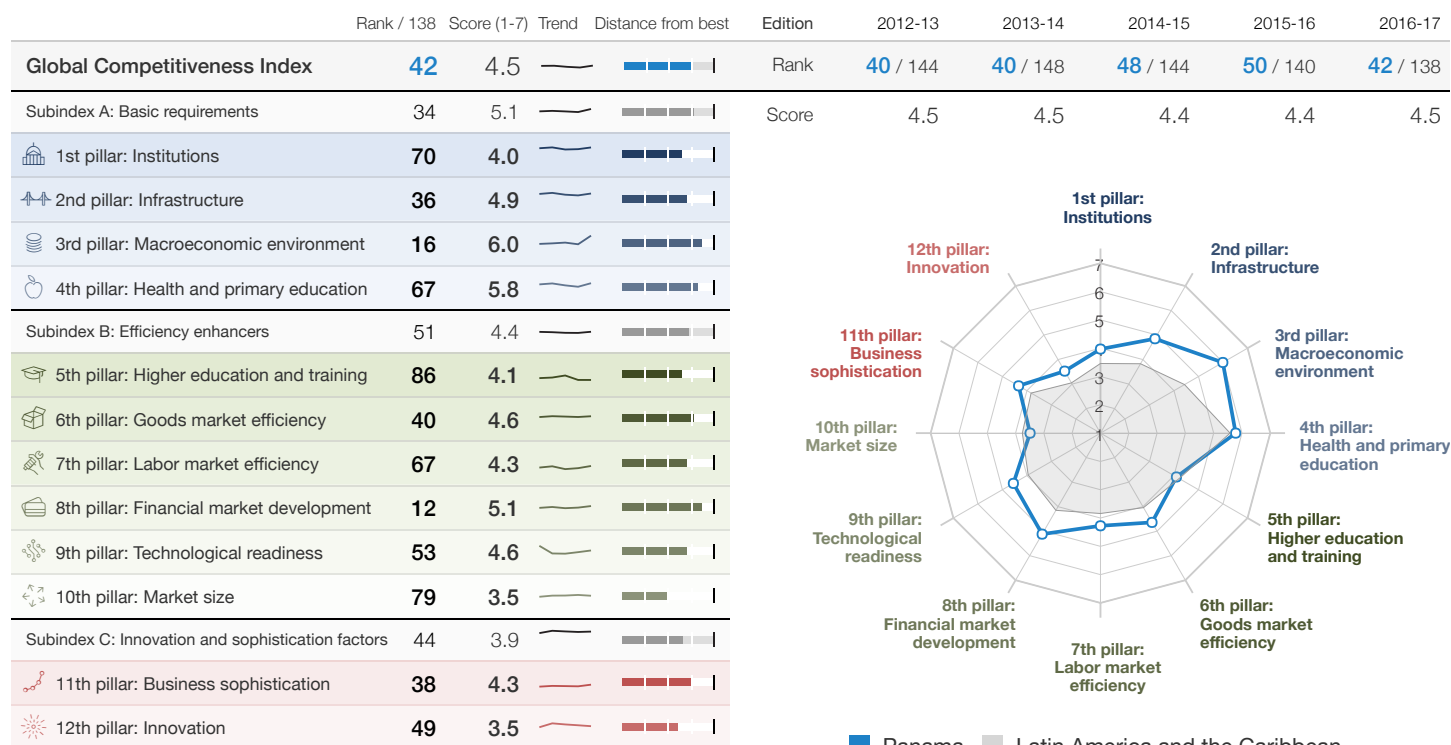 Rank / 138 Score (1-7) Trend Distance from best
Global Competitiveness Index 42 4.5
Subindex A: Basic requirements 34 5.1
1st pillar: Institutions 70 4.0
2nd pillar: Infrastructure 36 4.9
3rd pillar: Macroeconomic environment 16 6.0
4th pillar: Health and primary education 67 5.8
Subindex B: Efficiency enhancers 51 4.4
5th pillar: Higher education and training 86 4.1
6th pillar: Goods market efficiency 40 4.6
7th pillar: Labor market efficiency 67 4.3
8th pillar: Financial market development 12 5.1
9th pillar: Technological readiness 53 4.6
10th pillar: Market size 79 3.5
Subindex C: Innovation and sophistication factors 44 3.9
11th pillar: Business sophistication 38 4.3
12th pillar: Innovation 49 3.5
Edition 2012-13 2013-14 2014-15 2015-16 2016-17
Rank 40 / 144 40 / 148 48 / 144 50 / 140 42 / 138
Score 4.5 4.5 4.4 4.4 4.5
1st pillar:
Institutions
2nd pillar:
Infrastructure
3rd pillar:
Macroeconomic
environment
4th pillar:
Health and primary
education
5th pillar:
Higher education
and training
6th pillar:
Goods market
efficiency
7th pillar:
Labor market
efficiency
8th pillar:
Financial market
development
9th pillar:
Technological
readiness
10th pillar:
Market size
11th pillar:
Business
sophistication
12th pillar:
Innovation
7
6
5
3
2
1
Panama Latin America and the Caribbean